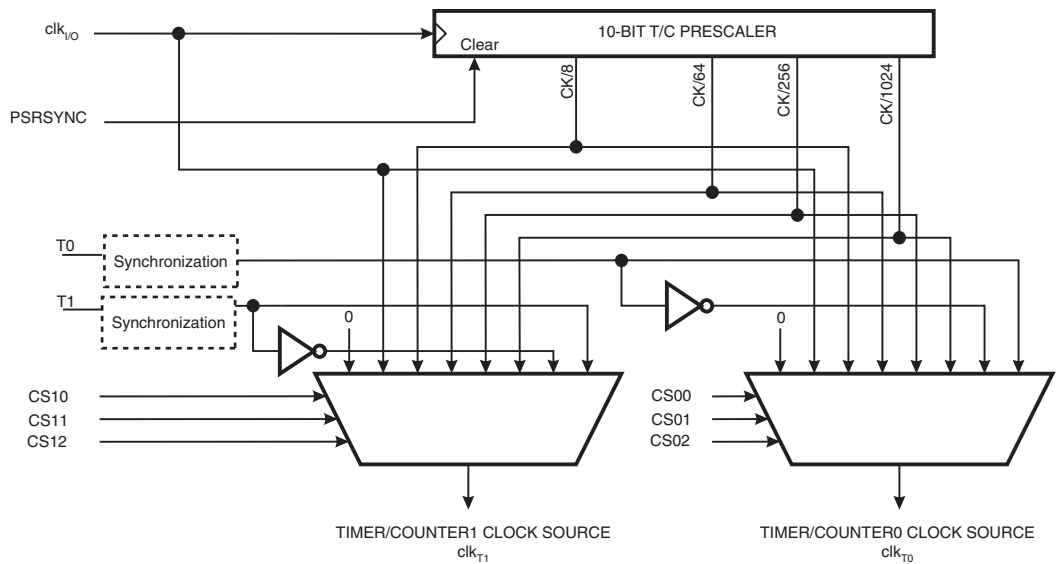 clkI/O
10-BIT T/C PRESCALER
Clear
PSRSYNC
CK/8
CK/64
CK/256
CK/1024
T0
Synchronization
T1
Synchronization
0
0
CS10
CS11
CS12
CS00
CS01
CS02
TIMER/COUNTER1 CLOCK SOURCE
clkT1
TIMER/COUNTER0 CLOCK SOURCE
clkT0